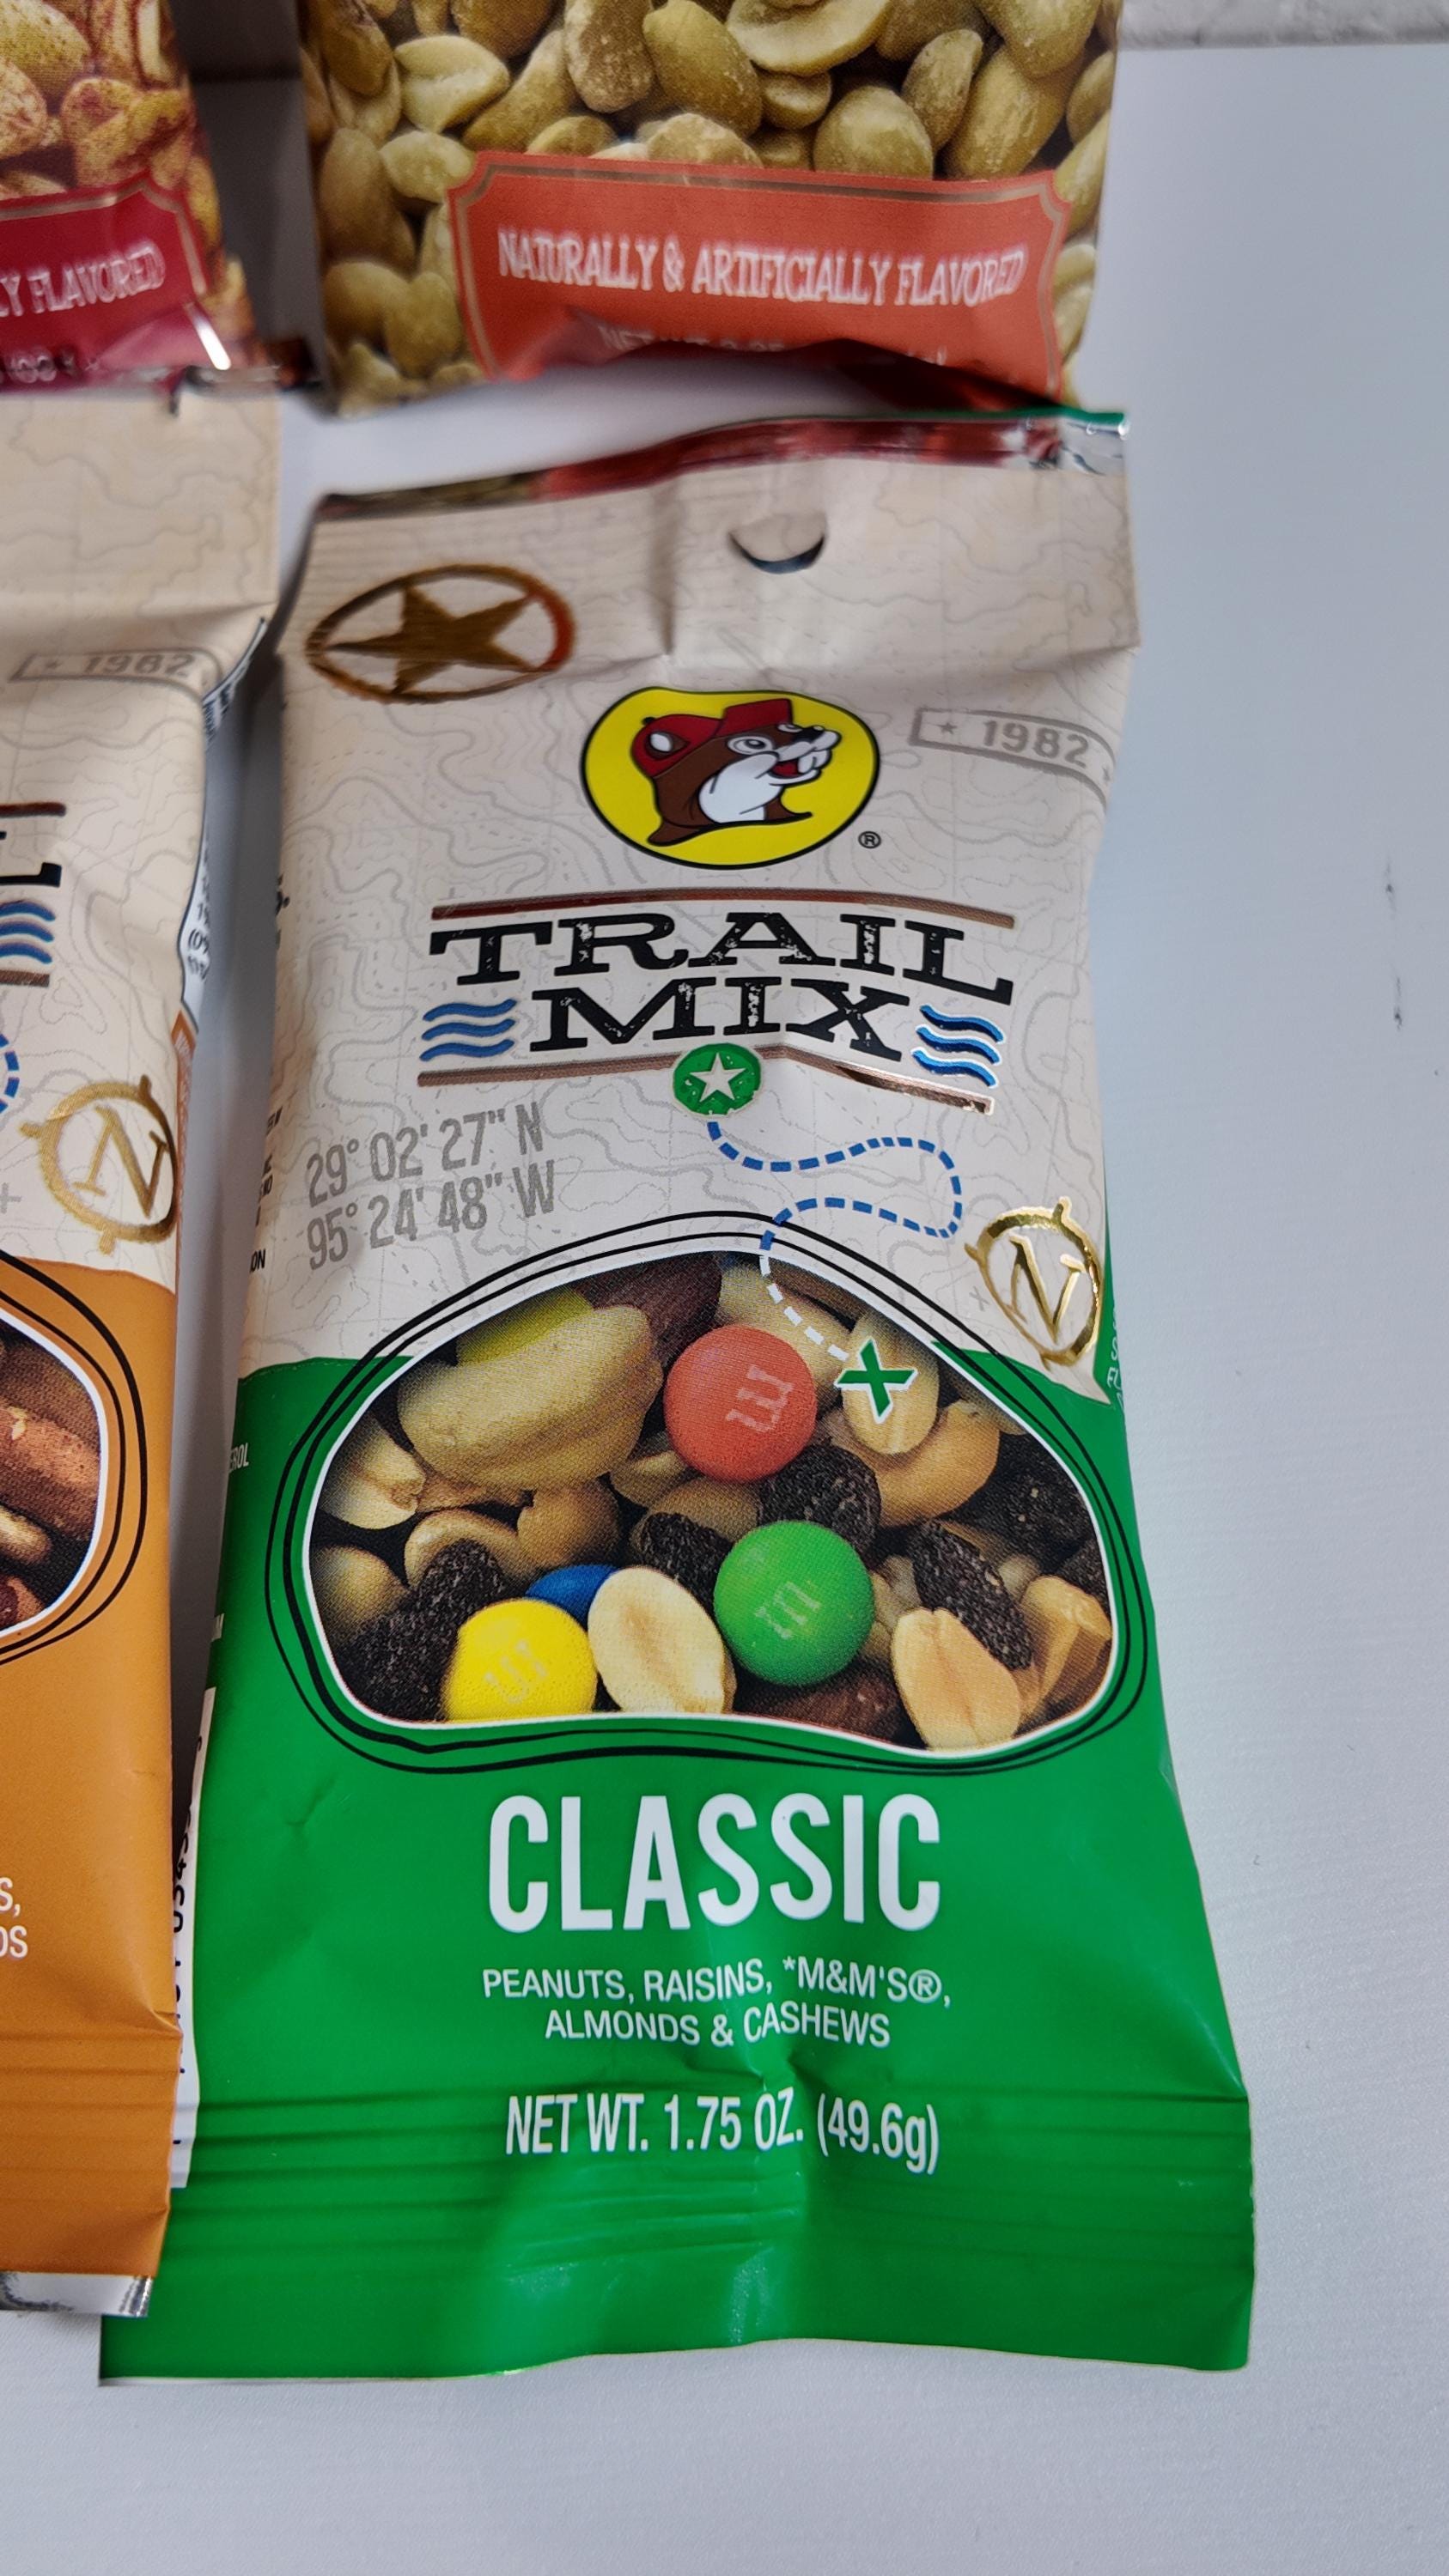 Y FLAVORED
NATURALLY & ARTIFICIALLY FLAVORED
★ 1982
★ 1982
®
TRAIL
MIX
29° 02' 27" N
95° 24' 48" W
N
N
m
m
m
CLASSIC
PEANUTS, RAISINS, *M&M'S®,
ALMONDS & CASHEWS
NET WT. 1.75 OZ. (49.6g)